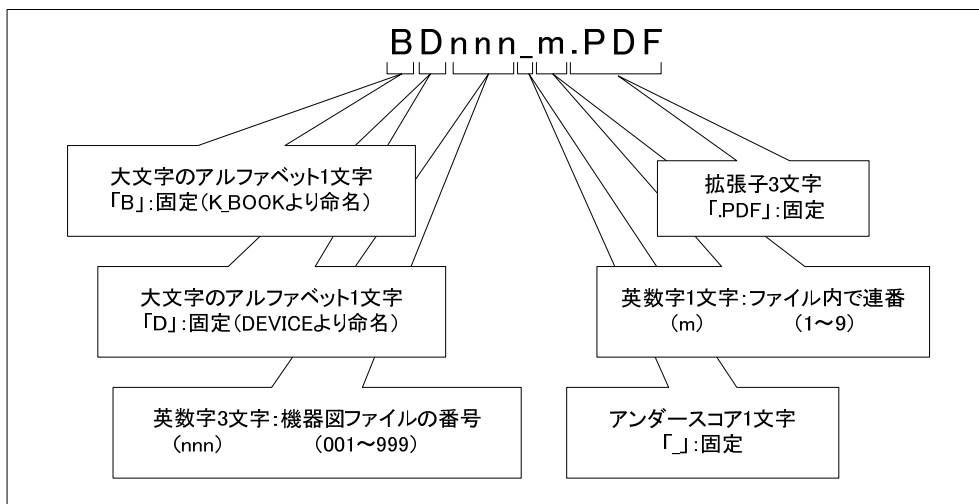 BDnnn_m.PDF
大文字のアルファベット1文字
「B」:固定(K_BOOKより命名)
拡張子3文字
「.PDF」:固定
大文字のアルファベット1文字
「D」:固定(DEVICEより命名)
英数字1文字:ファイル内で連番
(m) (1～9)
英数字3文字:機器図ファイルの番号
(nnn) (001～999)
アンダースコア1文字
「_」:固定